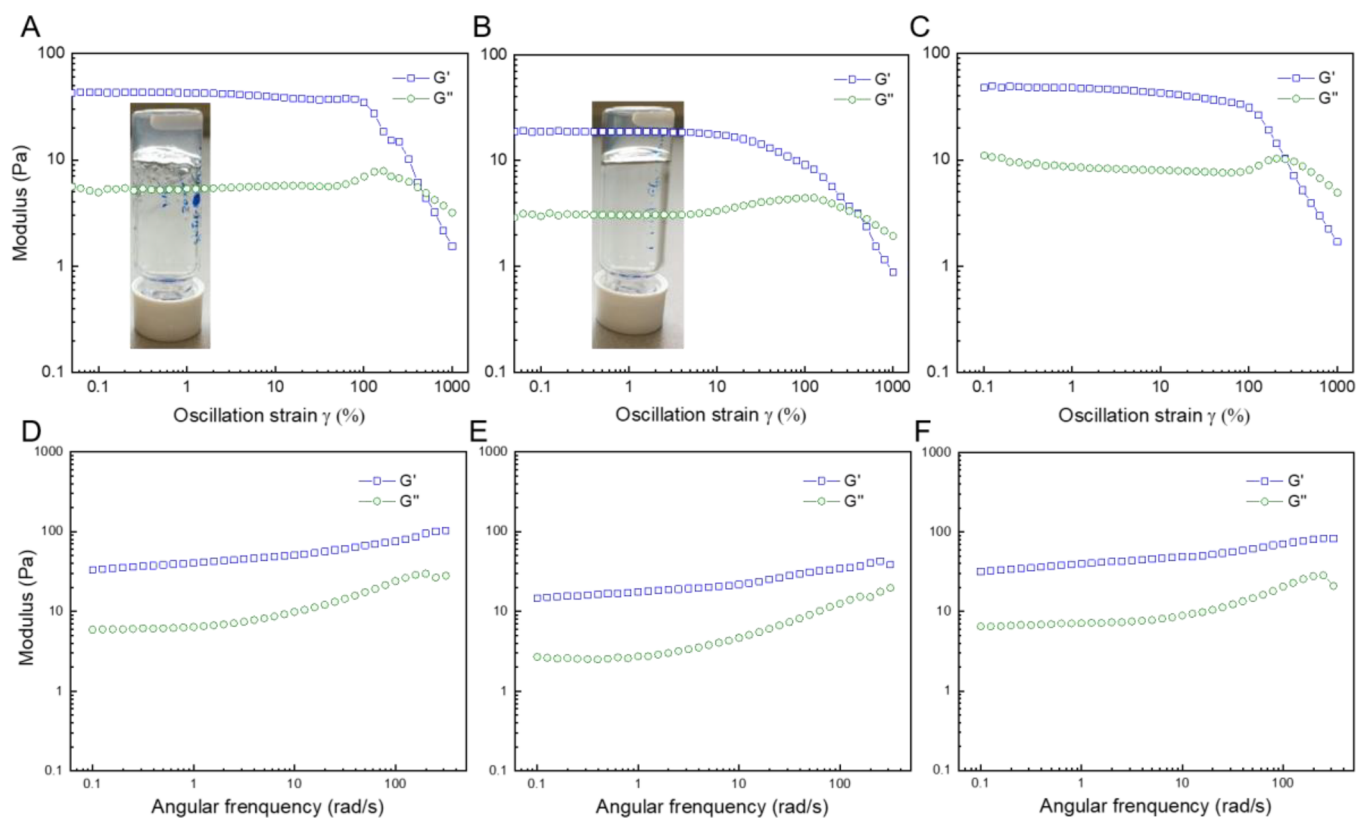 A
B
C
100
10
1
0.1
Modulus (Pa)
G'
G''
0.1
1
10
100
1000
Oscillation strain γ (%)
100
10
1
0.1
G'
G''
0.1
1
10
100
1000
Oscillation strain γ (%)
100
10
1
0.1
G'
G''
0.1
1
10
100
1000
Oscillation strain γ (%)
D
E
F
1000
100
10
1
0.1
Modulus (Pa)
G'
G''
0.1
1
10
100
Angular frenquency (rad/s)
1000
100
10
1
0.1
G'
G''
0.1
1
10
100
Angular frenquency (rad/s)
1000
100
10
1
0.1
G'
G''
0.1
1
10
100
Angular frenquency (rad/s)